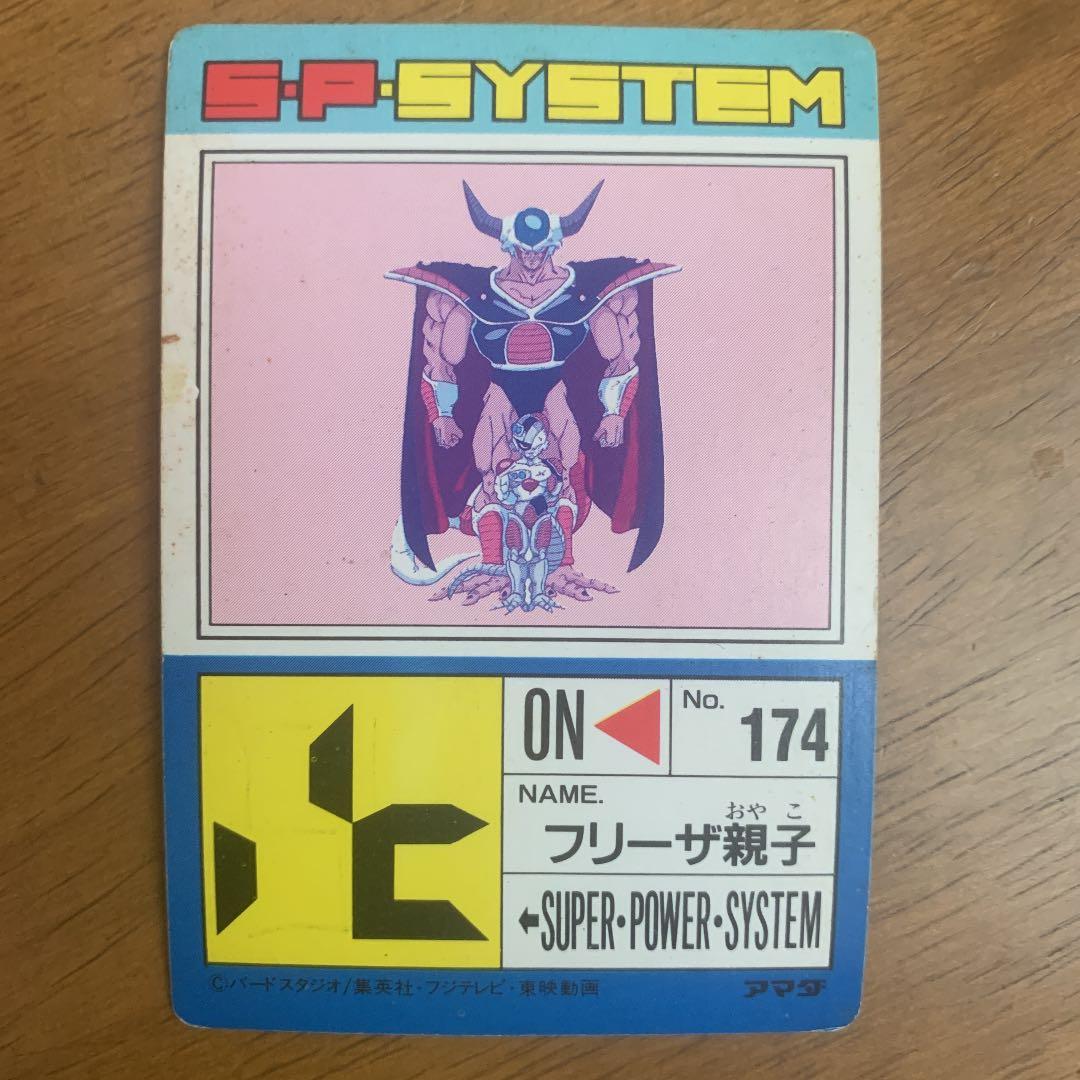 S・P・SYSTEM
ON
No.
174
NAME.
おや こ
フリーザ親子
←SUPER・POWER・SYSTEM
©バードスタジオ/集英社・フジテレビ・東映動画
アマダ